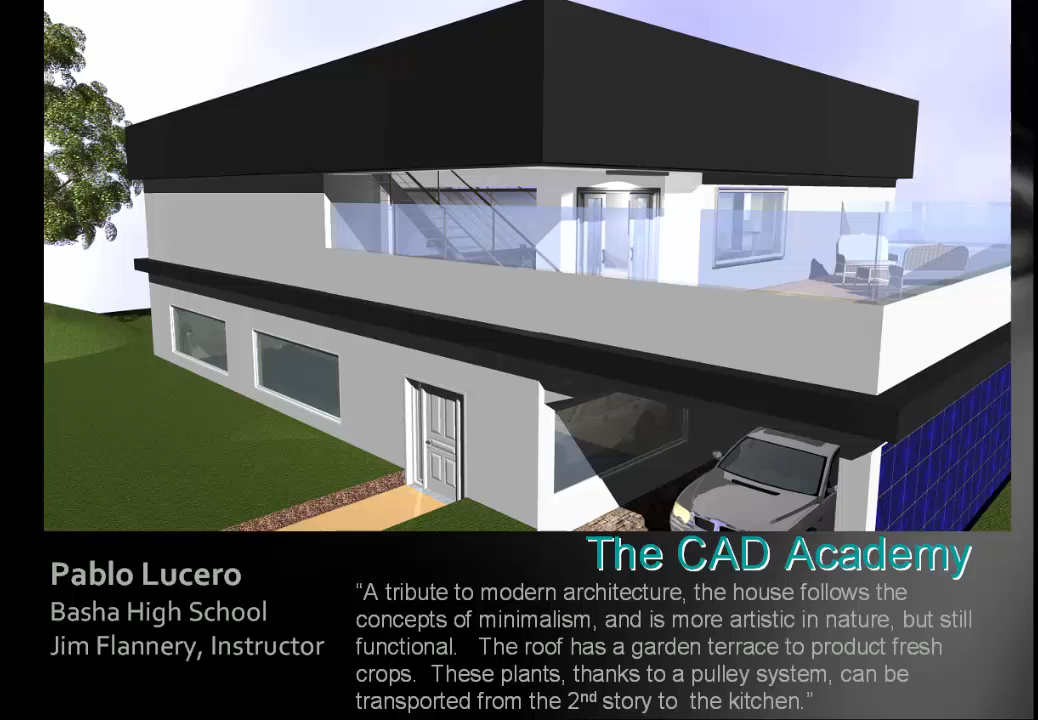 The CAD Academy
Pablo Lucero
Basha High School
Jim Flannery, Instructor
“A tribute to modern architecture, the house follows the
concepts of minimalism, and is more artistic in nature, but still
functional.   The roof has a garden terrace to product fresh
crops.  These plants, thanks to a pulley system, can be
transported from the 2nd story to  the kitchen.”